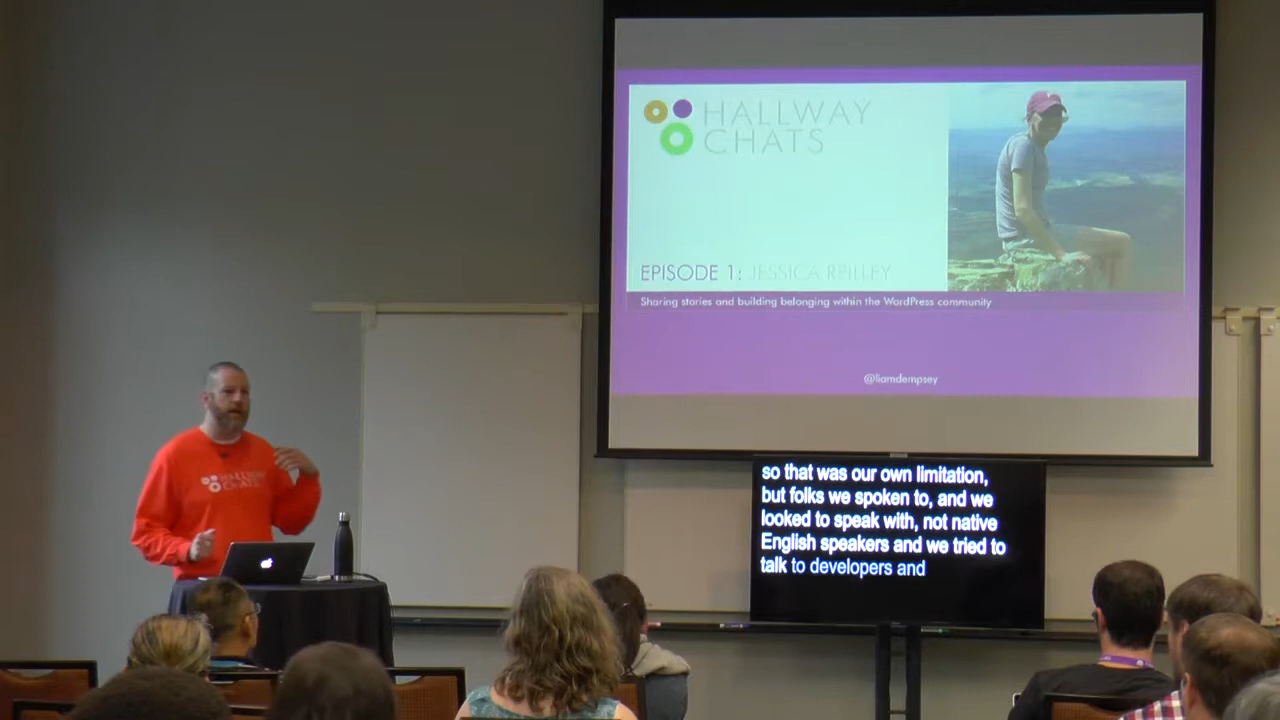 HALLWAY
CHATS
EPISODE 1: JESSICA REILLEY
Sharing stories and building belonging within the WordPress community
@liamdempsey
HALLWAY
CHATS
so that was our own limitation,
but folks we spoken to, and we
looked to speak with, not native
English speakers and we tried to
talk to developers and